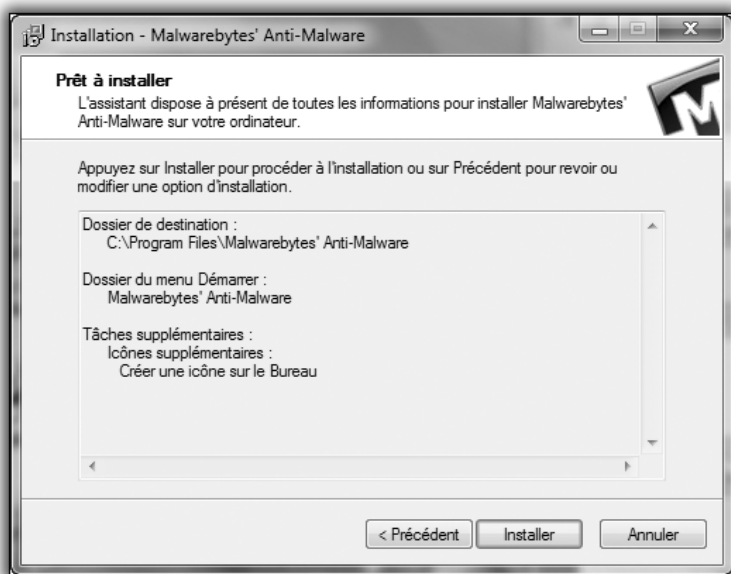 Installation - Malwarebytes' Anti-Malware
Prêt à installer
L'assistant dispose à présent de toutes les informations pour installer Malwarebytes'
Anti-Malware sur votre ordinateur.
Appuyez sur Installer pour procéder à l'installation ou sur Précédent pour revoir ou
modifier une option d'installation.
Dossier de destination :
C:\Program Files\Malwarebytes' Anti-Malware
Dossier du menu Démarrer :
Malwarebytes' Anti-Malware
Tâches supplémentaires :
Icônes supplémentaires :
Créer une icône sur le Bureau
< Précédent
Installer
Annuler